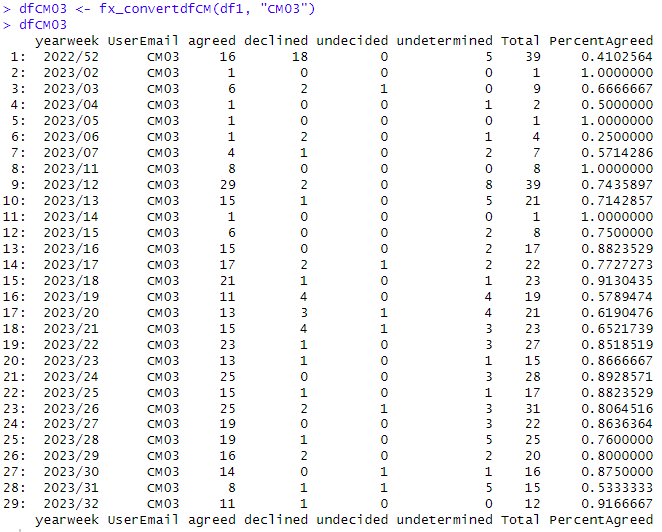 > dfCM03 <- fx_convertdfCM(df1, "CM03")
> dfCM03
yearweek UserEmail agreed declined undecided undetermined Total PercentAgreed
1: 2022/52 CM03 16 18 0 5 39 0.4102564
2: 2023/02 CM03 1 0 0 0 1 1.0000000
3: 2023/03 CM03 6 2 1 0 9 0.6666667
4: 2023/04 CM03 1 0 0 1 2 0.5000000
5: 2023/05 CM03 1 0 0 0 1 1.0000000
6: 2023/06 CM03 1 2 0 1 4 0.2500000
7: 2023/07 CM03 4 1 0 2 7 0.5714286
8: 2023/11 CM03 8 0 0 0 8 1.0000000
9: 2023/12 CM03 29 2 0 8 39 0.7435897
10: 2023/13 CM03 15 1 0 5 21 0.7142857
11: 2023/14 CM03 1 0 0 0 1 1.0000000
12: 2023/15 CM03 6 0 0 2 8 0.7500000
13: 2023/16 CM03 15 0 0 2 17 0.8823529
14: 2023/17 CM03 17 2 1 2 22 0.7727273
15: 2023/18 CM03 21 1 0 1 23 0.9130435
16: 2023/19 CM03 11 4 0 4 19 0.5789474
17: 2023/20 CM03 13 3 1 4 21 0.6190476
18: 2023/21 CM03 15 4 1 3 23 0.6521739
19: 2023/22 CM03 23 1 0 3 27 0.8518519
20: 2023/23 CM03 13 1 0 1 15 0.8666667
21: 2023/24 CM03 25 0 0 3 28 0.8928571
22: 2023/25 CM03 15 1 0 1 17 0.8823529
23: 2023/26 CM03 25 2 1 3 31 0.8064516
24: 2023/27 CM03 19 0 0 3 22 0.8636364
25: 2023/28 CM03 19 1 0 5 25 0.7600000
26: 2023/29 CM03 16 2 0 2 20 0.8000000
27: 2023/30 CM03 14 0 1 1 16 0.8750000
28: 2023/31 CM03 8 1 1 5 15 0.5333333
29: 2023/32 CM03 11 1 0 0 12 0.9166667
yearweek UserEmail agreed declined undecided undetermined Total PercentAgreed